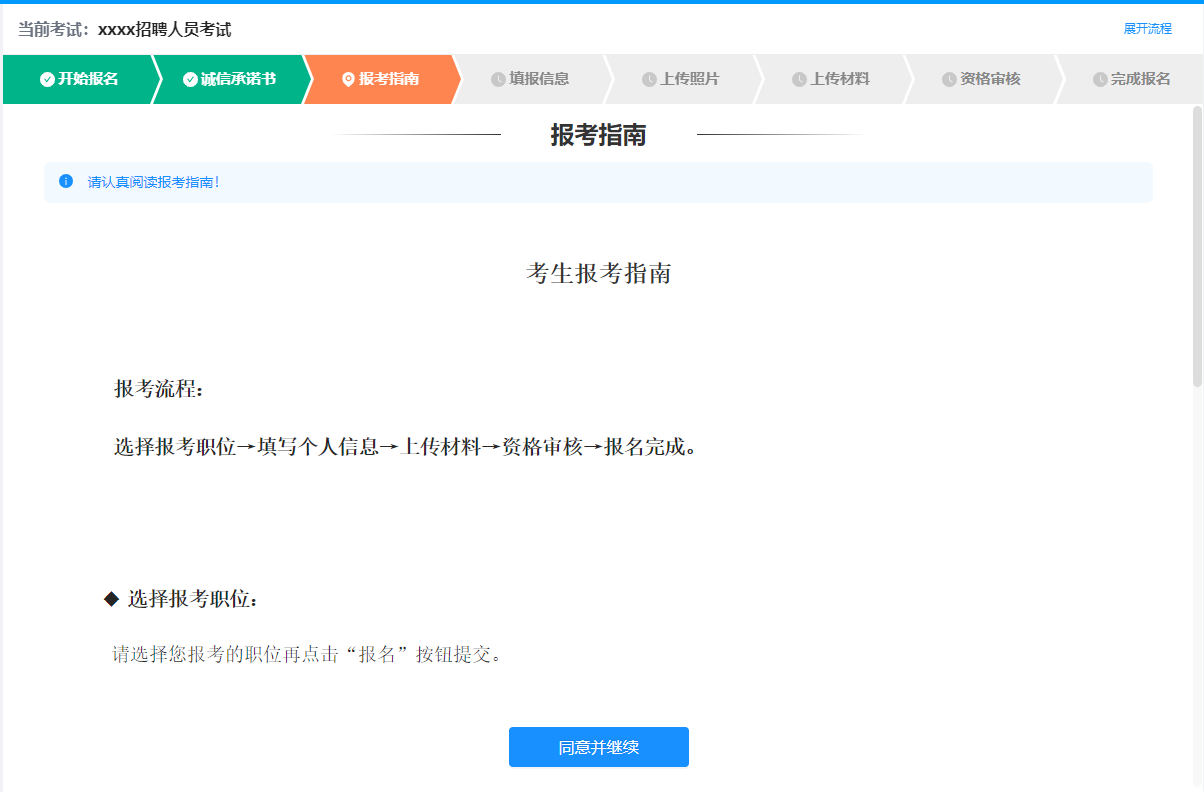 当前考试：xxxx招聘人员考试 展开流程
开始报名 诚信承诺书 报考指南 填报信息 上传照片 上传材料 资格审核 完成报名
报考指南
请认真阅读报考指南！
考生报考指南
报考流程：
选择报考职位→填写个人信息→上传材料→资格审核→报名完成。
◆ 选择报考职位：
请选择您报考的职位再点击“报名”按钮提交。
同意并继续